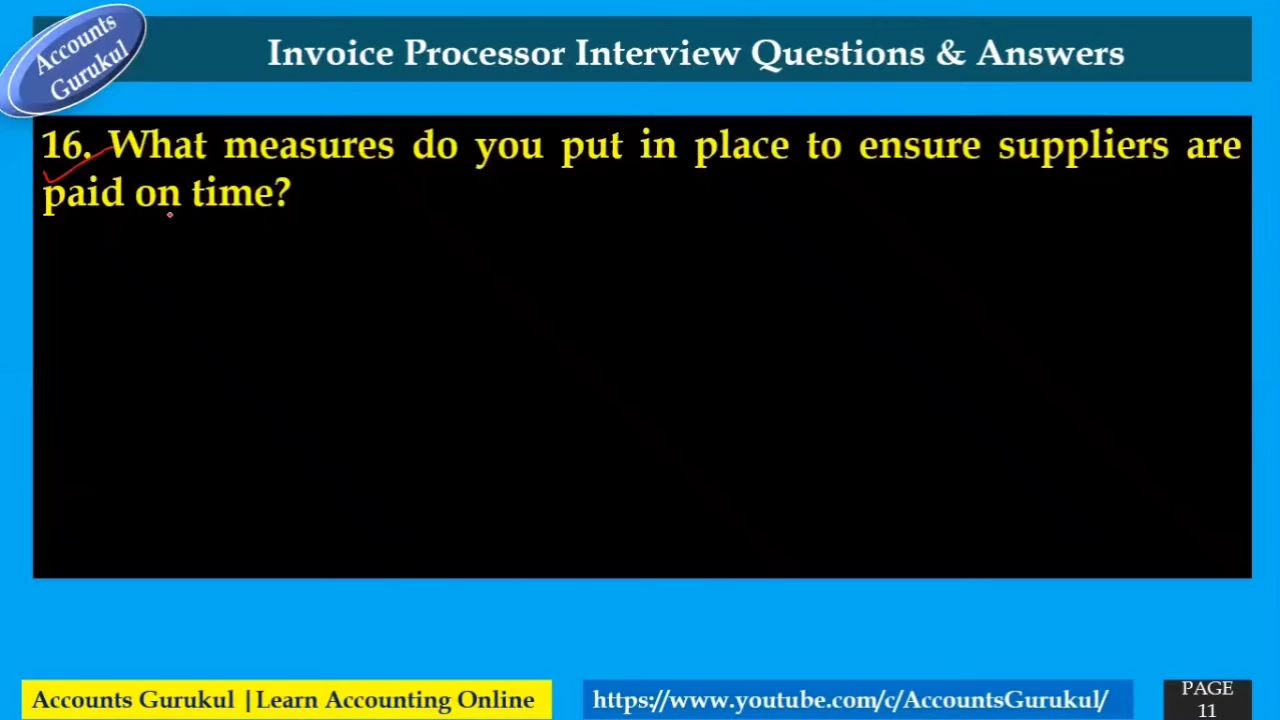 Accounts
Gurukul
Invoice Processor Interview Questions & Answers
16. What measures do you put in place to ensure suppliers are
paid on time?
Accounts Gurukul |Learn Accounting Online
https://www.youtube.com/c/AccountsGurukul/
PAGE
11